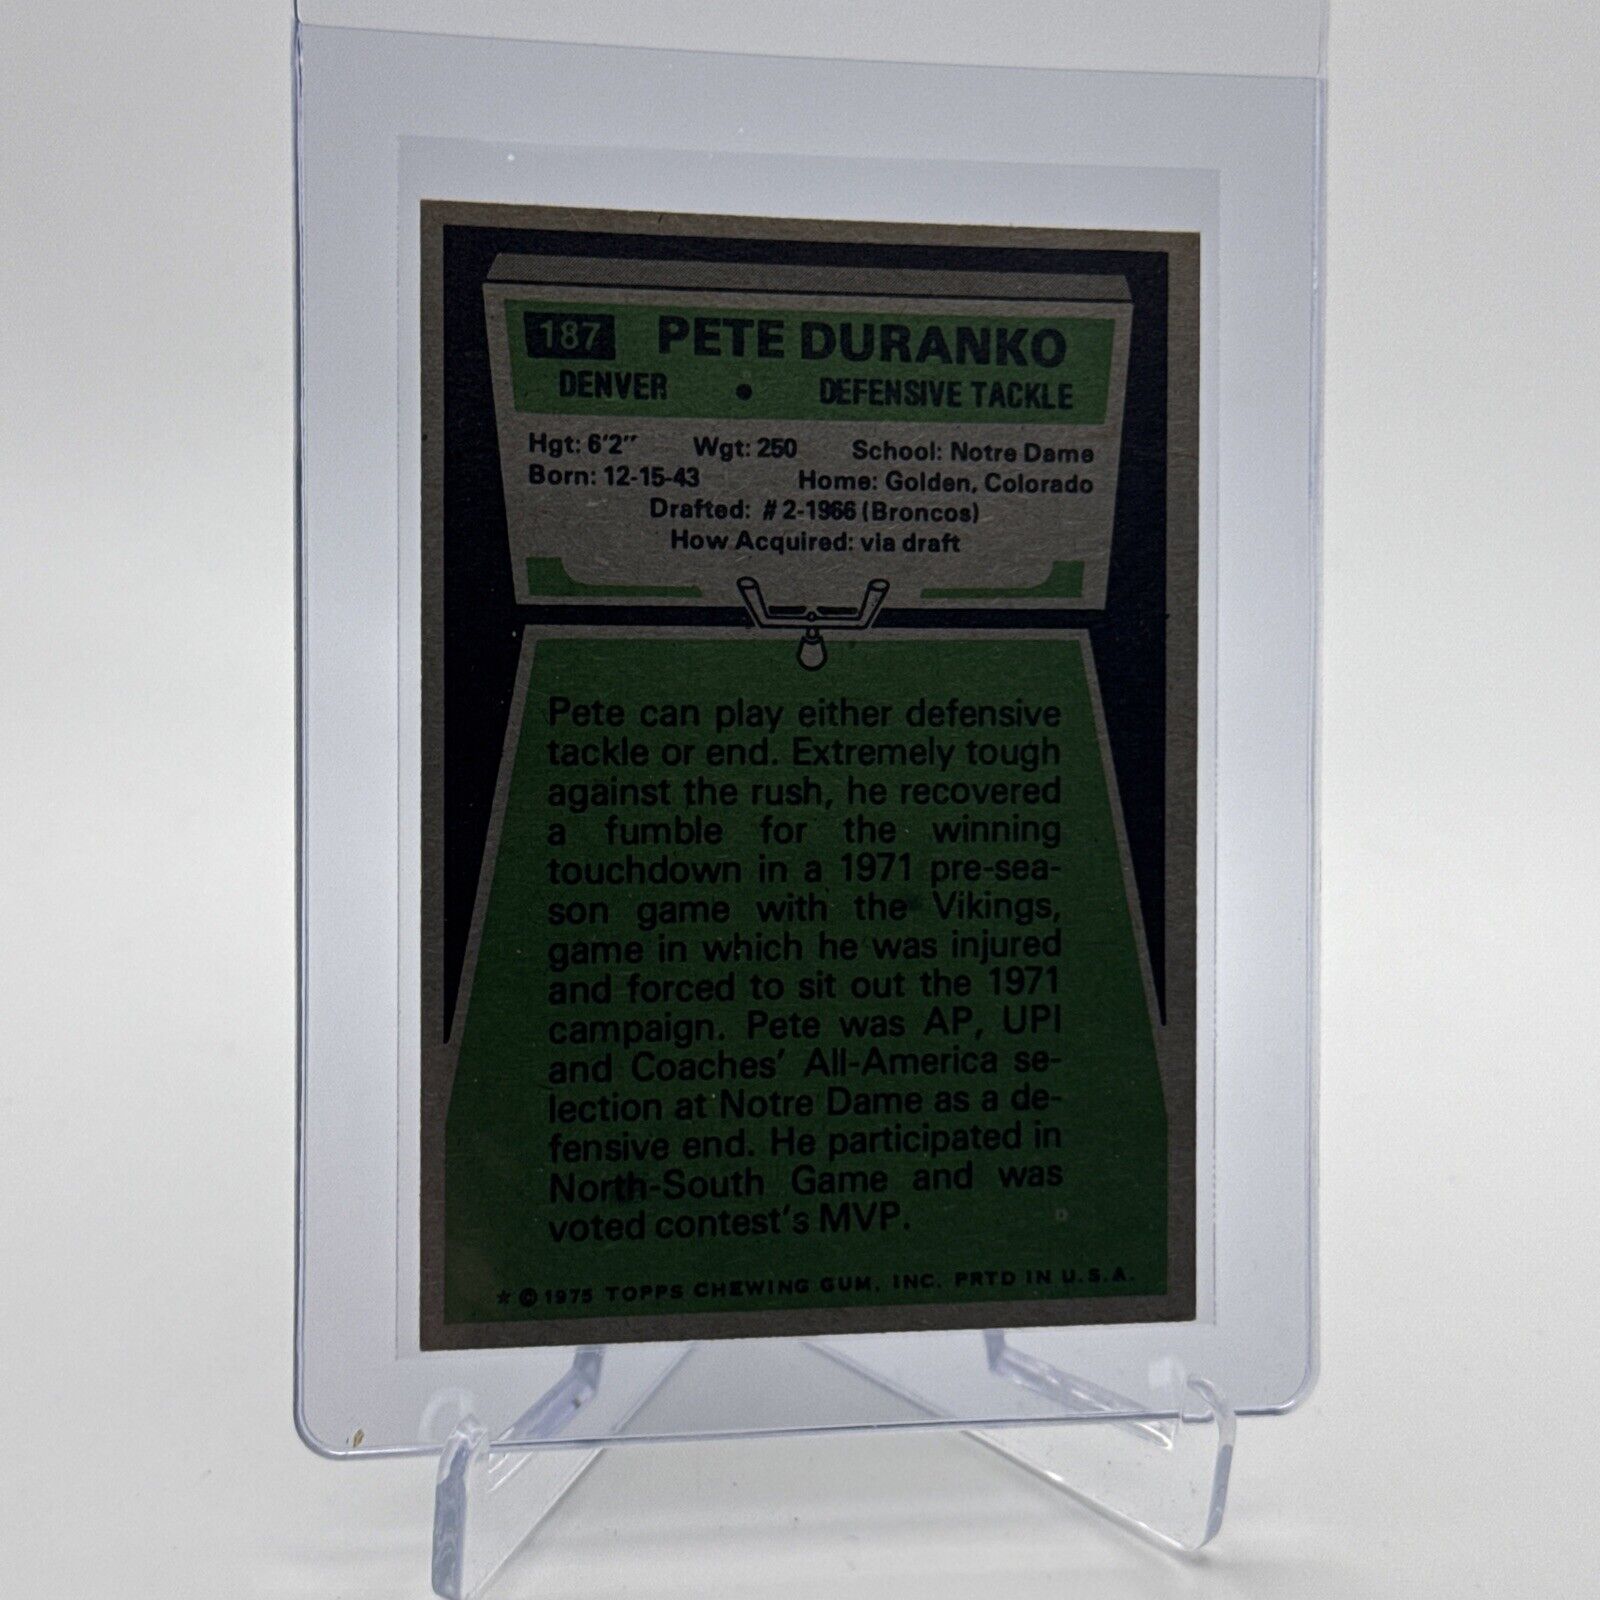 187 PETE DURANKO
DENVER • DEFENSIVE TACKLE
Hgt: 6'2" Wgt: 250 School: Notre Dame
Born: 12-15-43 Home: Golden, Colorado
Drafted: #2-1966 (Broncos)
How Acquired: via draft
Pete can play either defensive
tackle or end. Extremely tough
against the rush, he recovered
a fumble for the winning
touchdown in a 1971 pre-sea-
son game with the Vikings,
game in which he was injured
and forced to sit out the 1971
campaign. Pete was AP, UPI
and Coaches' All-America se-
lection at Notre Dame as a de-
fensive end. He participated in
North-South Game and was
voted contest's MVP.
* © 1975 TOPPS CHEWING GUM, INC. PRTD IN U.S.A.